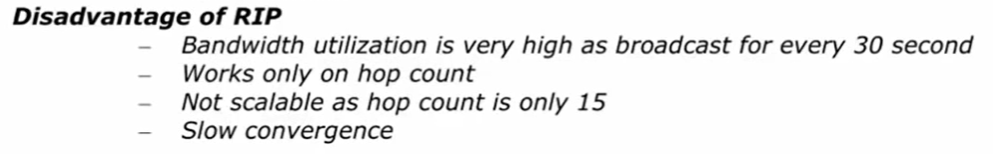 Disadvantage of RIP
– Bandwidth utilization is very high as broadcast for every 30 second
– Works only on hop count
– Not scalable as hop count is only 15
– Slow convergence